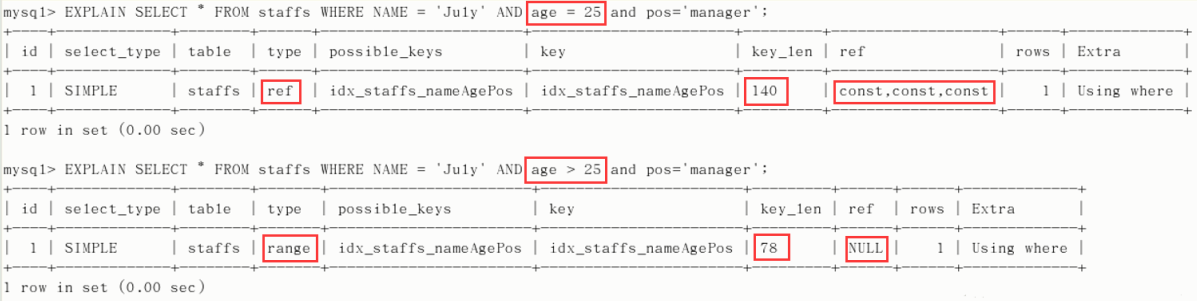 mysql> EXPLAIN SELECT * FROM staffs WHERE NAME = 'July' AND age = 25 and pos='manager';
+----+-------------+--------+------+-----------------------+-----------------------+---------+-------------------+------+-------------+
| id | select_type | table | type | possible_keys | key | key_len | ref | rows | Extra |
+----+-------------+--------+------+-----------------------+-----------------------+---------+-------------------+------+-------------+
| 1 | SIMPLE | staffs | ref | idx_staffs_nameAgePos | idx_staffs_nameAgePos | 140 | const,const,const | 1 | Using where |
+----+-------------+--------+------+-----------------------+-----------------------+---------+-------------------+------+-------------+
1 row in set (0.00 sec)
mysql> EXPLAIN SELECT * FROM staffs WHERE NAME = 'July' AND age > 25 and pos='manager';
+----+-------------+--------+-------+-----------------------+-----------------------+---------+------+------+-------------+
| id | select_type | table | type | possible_keys | key | key_len | ref | rows | Extra |
+----+-------------+--------+-------+-----------------------+-----------------------+---------+------+------+-------------+
| 1 | SIMPLE | staffs | range | idx_staffs_nameAgePos | idx_staffs_nameAgePos | 78 | NULL | 1 | Using where |
+----+-------------+--------+-------+-----------------------+-----------------------+---------+------+------+-------------+
1 row in set (0.00 sec)